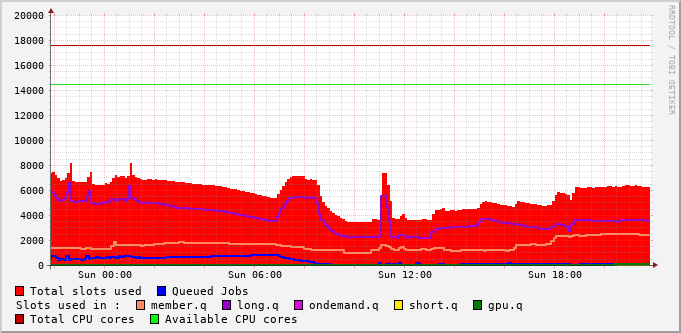 20000
18000
16000
14000
12000
10000
8000
6000
4000
2000
0
Sun 00:00 Sun 06:00 Sun 12:00 Sun 18:00
Total slots used Queued Jobs
Slots used in : member.q long.q ondemand.q short.q gpu.q
Total CPU cores Available CPU cores
RRDTOOL / TOBI OETIKER